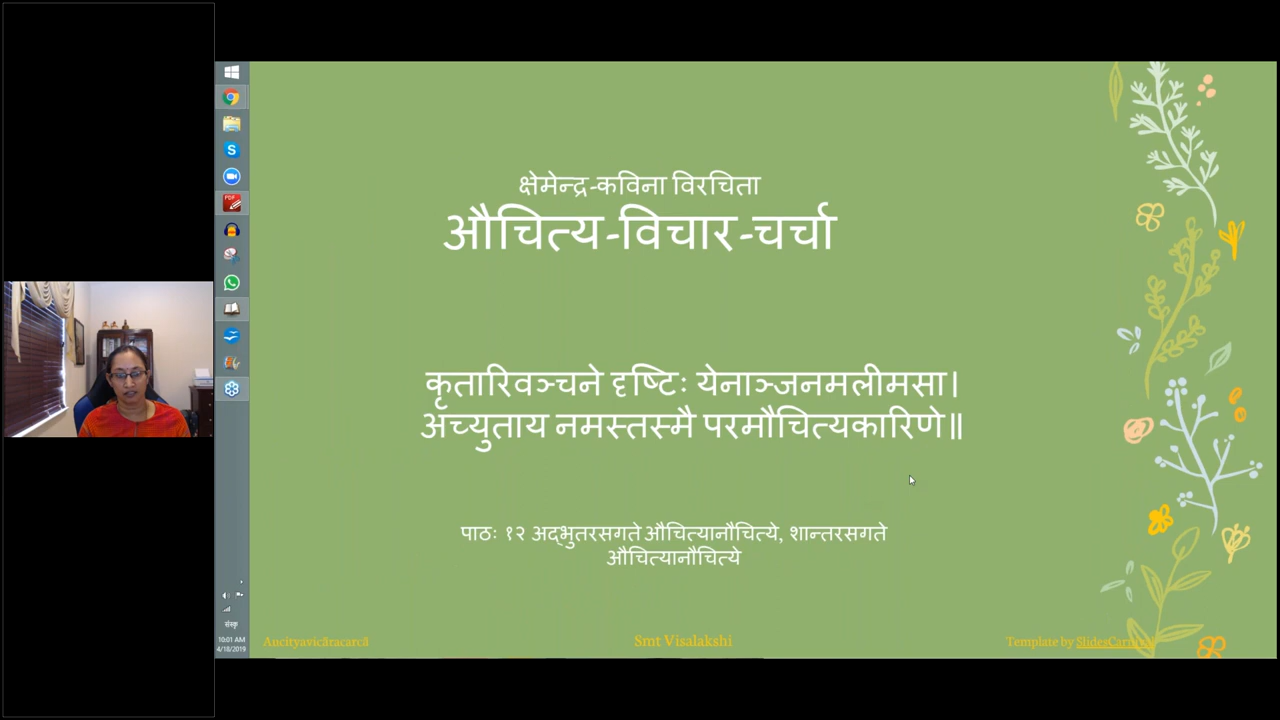 क्षेमेन्द्र-कविना विरचिता
औचित्य-विचार-चर्चा
कृतारिवञ्चने दृष्टिः येनाञ्जनमलीमसा।
अच्युताय नमस्तस्मै परमौचित्यकारिणे॥
पाठः १२ अद्भुतरसगते औचित्यानौचित्ये, शान्तरसगते
औचित्यानौचित्ये
PDF
संस्कृ
10:01 AM
4/18/2019
Aucityavicāracarcā
Smt Visalakshi
Template by SlidesCarnival